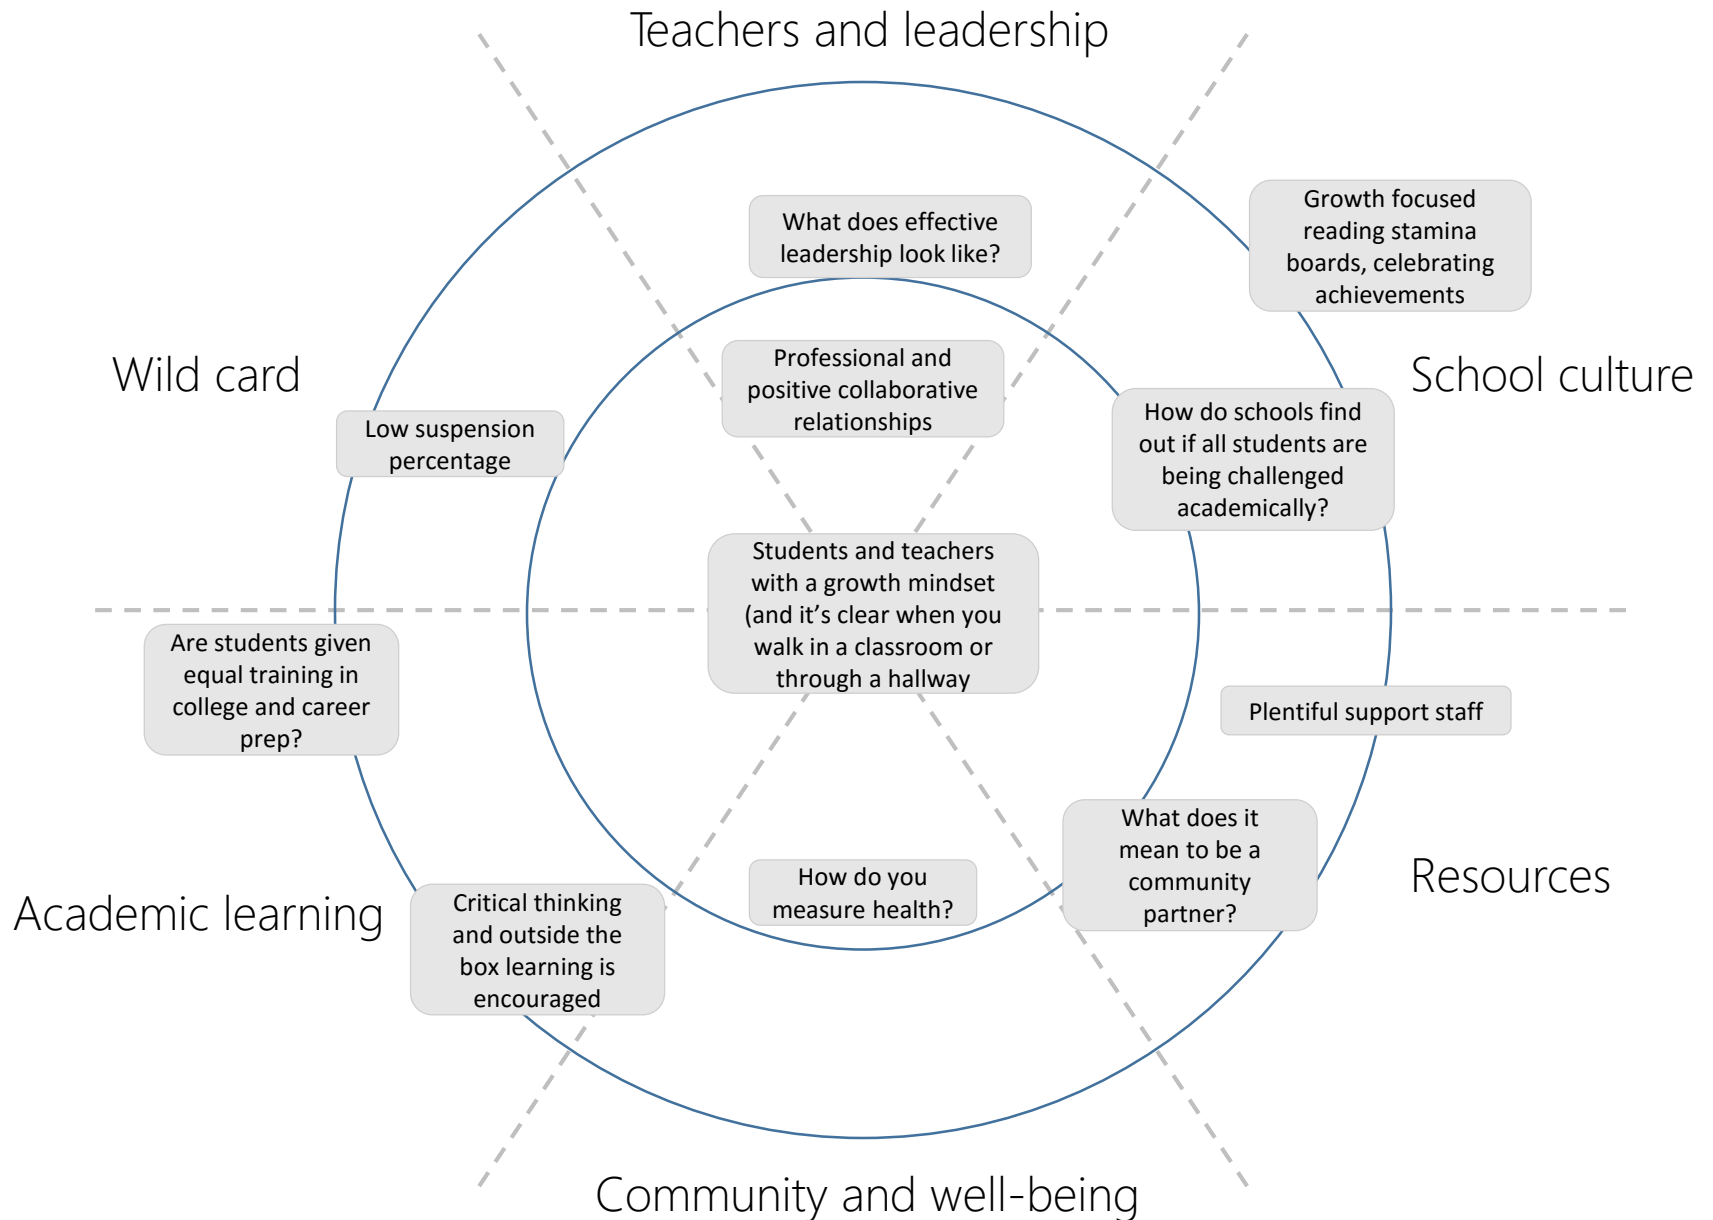 Teachers and leadership
What does effective
leadership look like?
Growth focused
reading stamina
boards, celebrating
achievements
Wild card
Professional and
positive collaborative
relationships
School culture
Low suspension
percentage
How do schools find
out if all students are
being challenged
academically?
Students and teachers
with a growth mindset
(and it’s clear when you
walk in a classroom or
through a hallway
Are students given
equal training in
college and career
prep?
Plentiful support staff
What does it
mean to be a
community
partner?
Resources
How do you
measure health?
Academic learning
Critical thinking
and outside the
box learning is
encouraged
Community and well-being